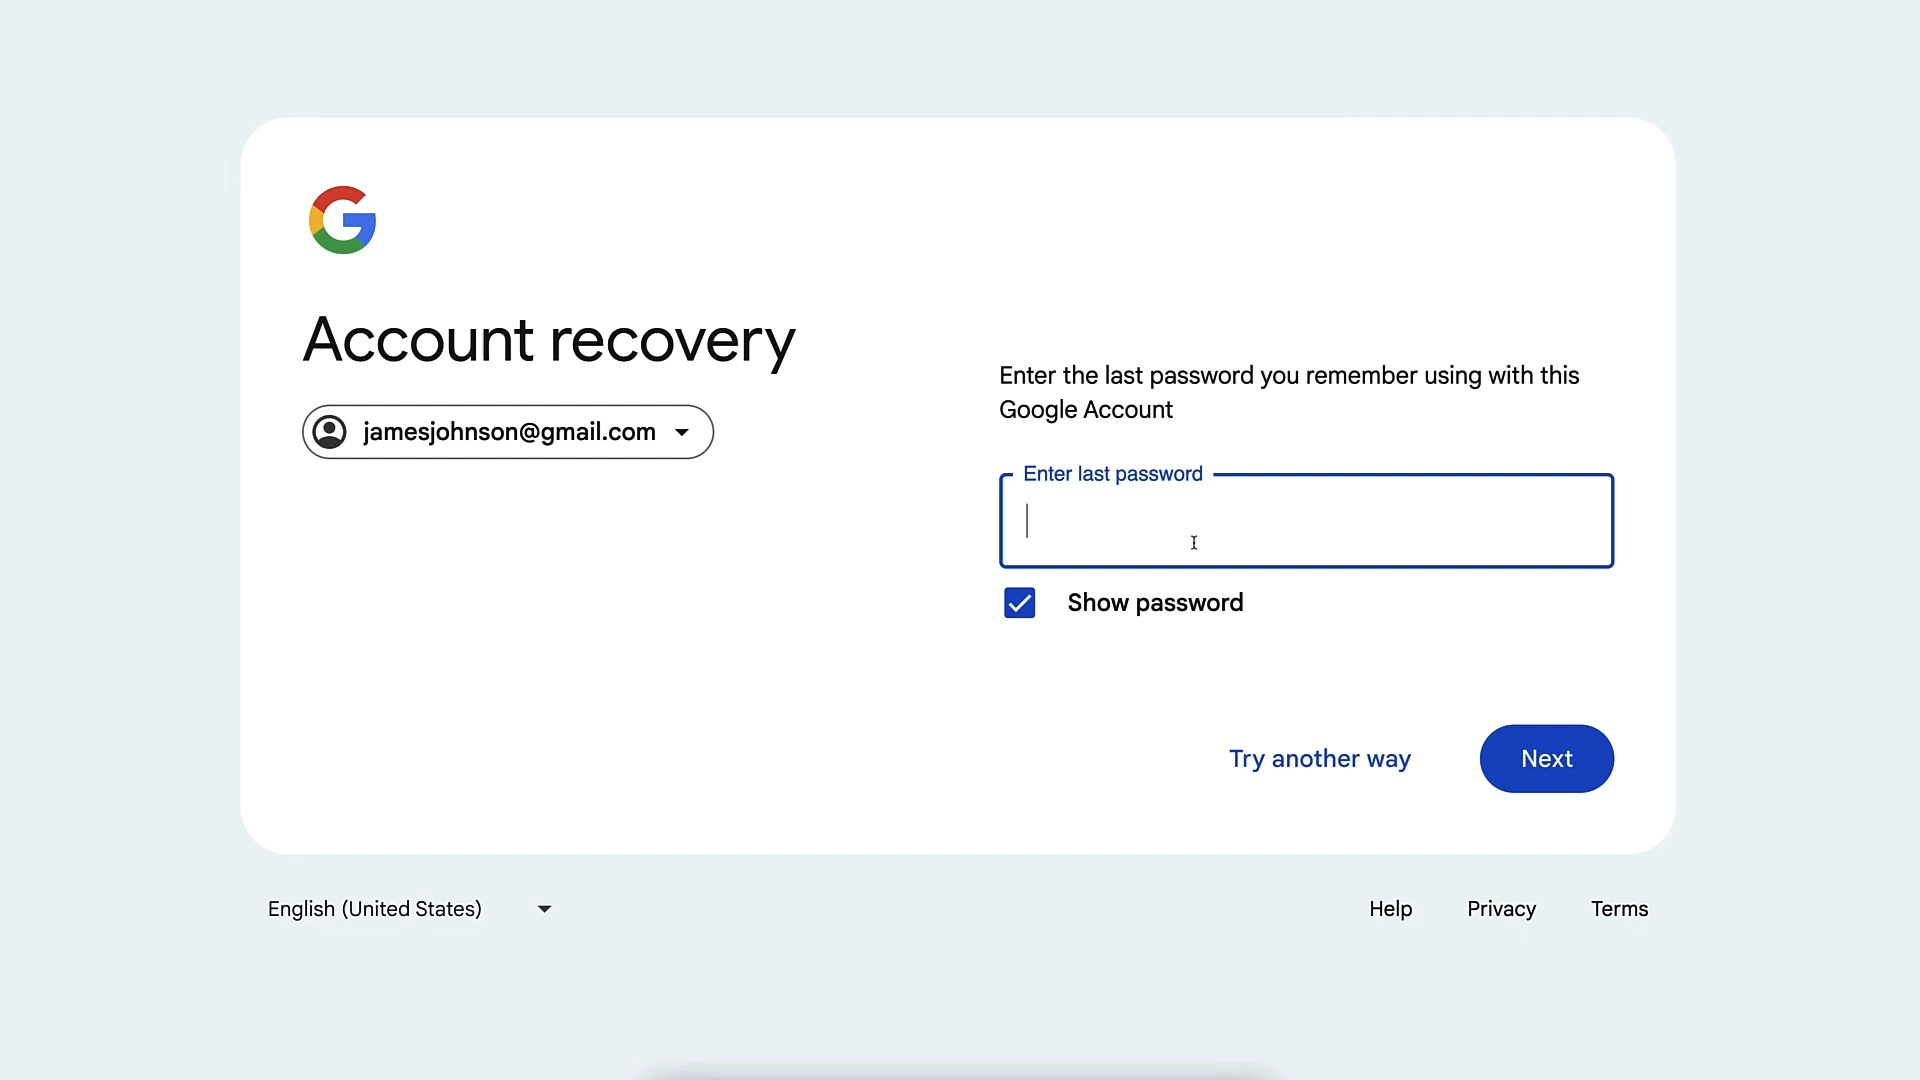 Account recovery
jamesjohnson@gmail.com
Enter the last password you remember using with this
Google Account
Enter last password
Show password
Try another way
Next
English (United States)
Help
Privacy
Terms